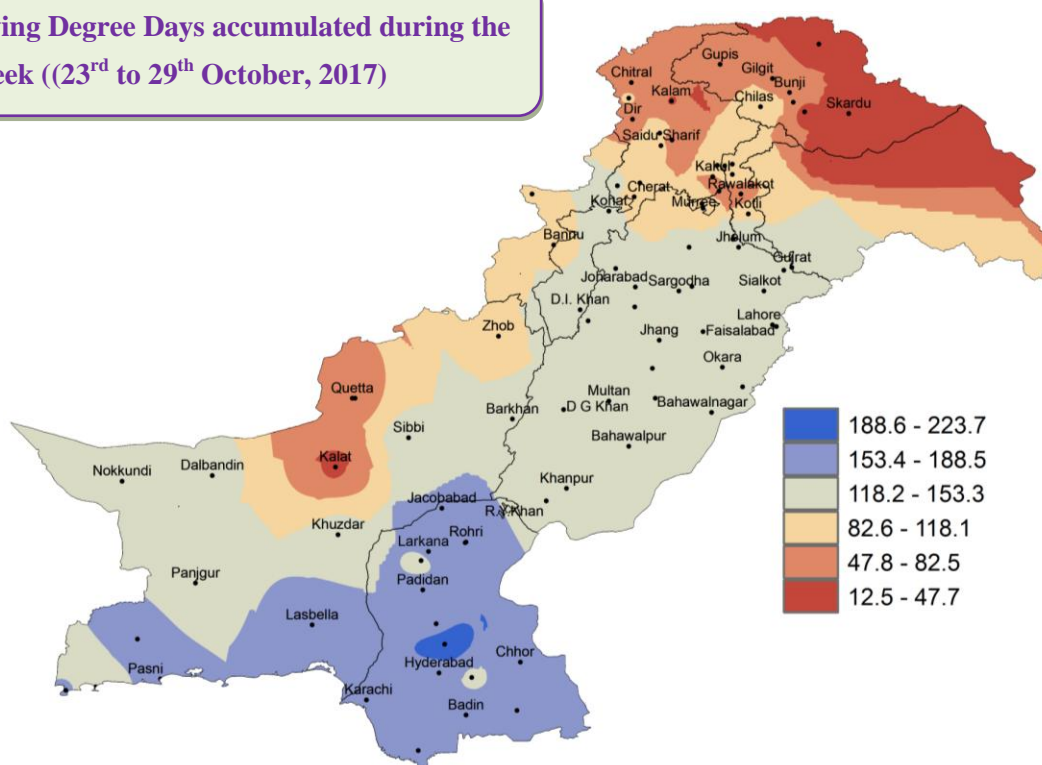 ing Degree Days accumulated during the
eek ((23rd to 29th October, 2017)
Gupis
Chitral
Gilgit
Bunji
Kalam
Chilas
Skardu
Dir
Saidu Sharif
Kakul
Cherat
Rawalakot
Kohat
Murree
Kotli
Bannu
Jhelum
Gujrat
Joharabad
Sargodha
Sialkot
D.I. Khan
Zhob
Jhang
Faisalabad
Lahore
Okara
Quetta
Multan
Barkhan
D G Khan
Bahawalnagar
Sibbi
Bahawalpur
Kalat
Nokkundi
Dalbandin
Khanpur
Jacobabad
R.Y.Khan
Khuzdar
Rohri
Larkana
Panjgur
Padidan
Lasbella
Hyderabad
Chhor
Pasni
Karachi
Badin
188.6 - 223.7
153.4 - 188.5
118.2 - 153.3
82.6 - 118.1
47.8 - 82.5
12.5 - 47.7